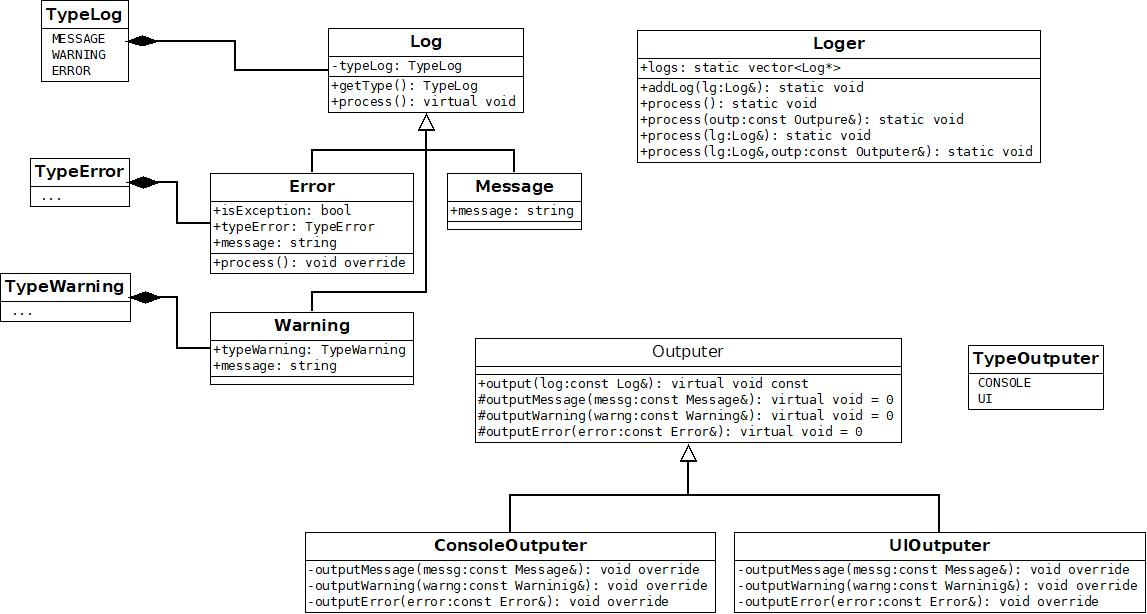 TypeLog
MESSAGE
WARNING
ERROR
Log
-typeLog: TypeLog
+getType(): TypeLog
+process(): virtual void
Loger
+logs: static vector<Log*>
+addLog(lg:Log&): static void
+process(): static void
+process(outp:const Outpure&): static void
+process(lg:Log&): static void
+process(lg:Log&,outp:const Outputer&): static void
TypeError
...
Error
+isException: bool
+typeError: TypeError
+message: string
+process(): void override
Message
+message: string
TypeWarning
...
Warning
+typeWarning: TypeWarning
+message: string
Outputer
+output(log:const Log&): virtual void const
#outputMessage(messg:const Message&): virtual void = 0
#outputWarning(warng:const Warning&): virtual void = 0
#outputError(error:const Error&): virtual void = 0
TypeOutputer
CONSOLE
UI
ConsoleOutputer
-outputMessage(messg:const Message&): void override
-outputWarning(warng:const Warninig&): void override
-outputError(error:const Error&): void override
UIOutputer
-outputMessage(messg:const Message&): void override
-outputWarning(warng:const Warninig&): void override
-outputError(error:const Error&): void override